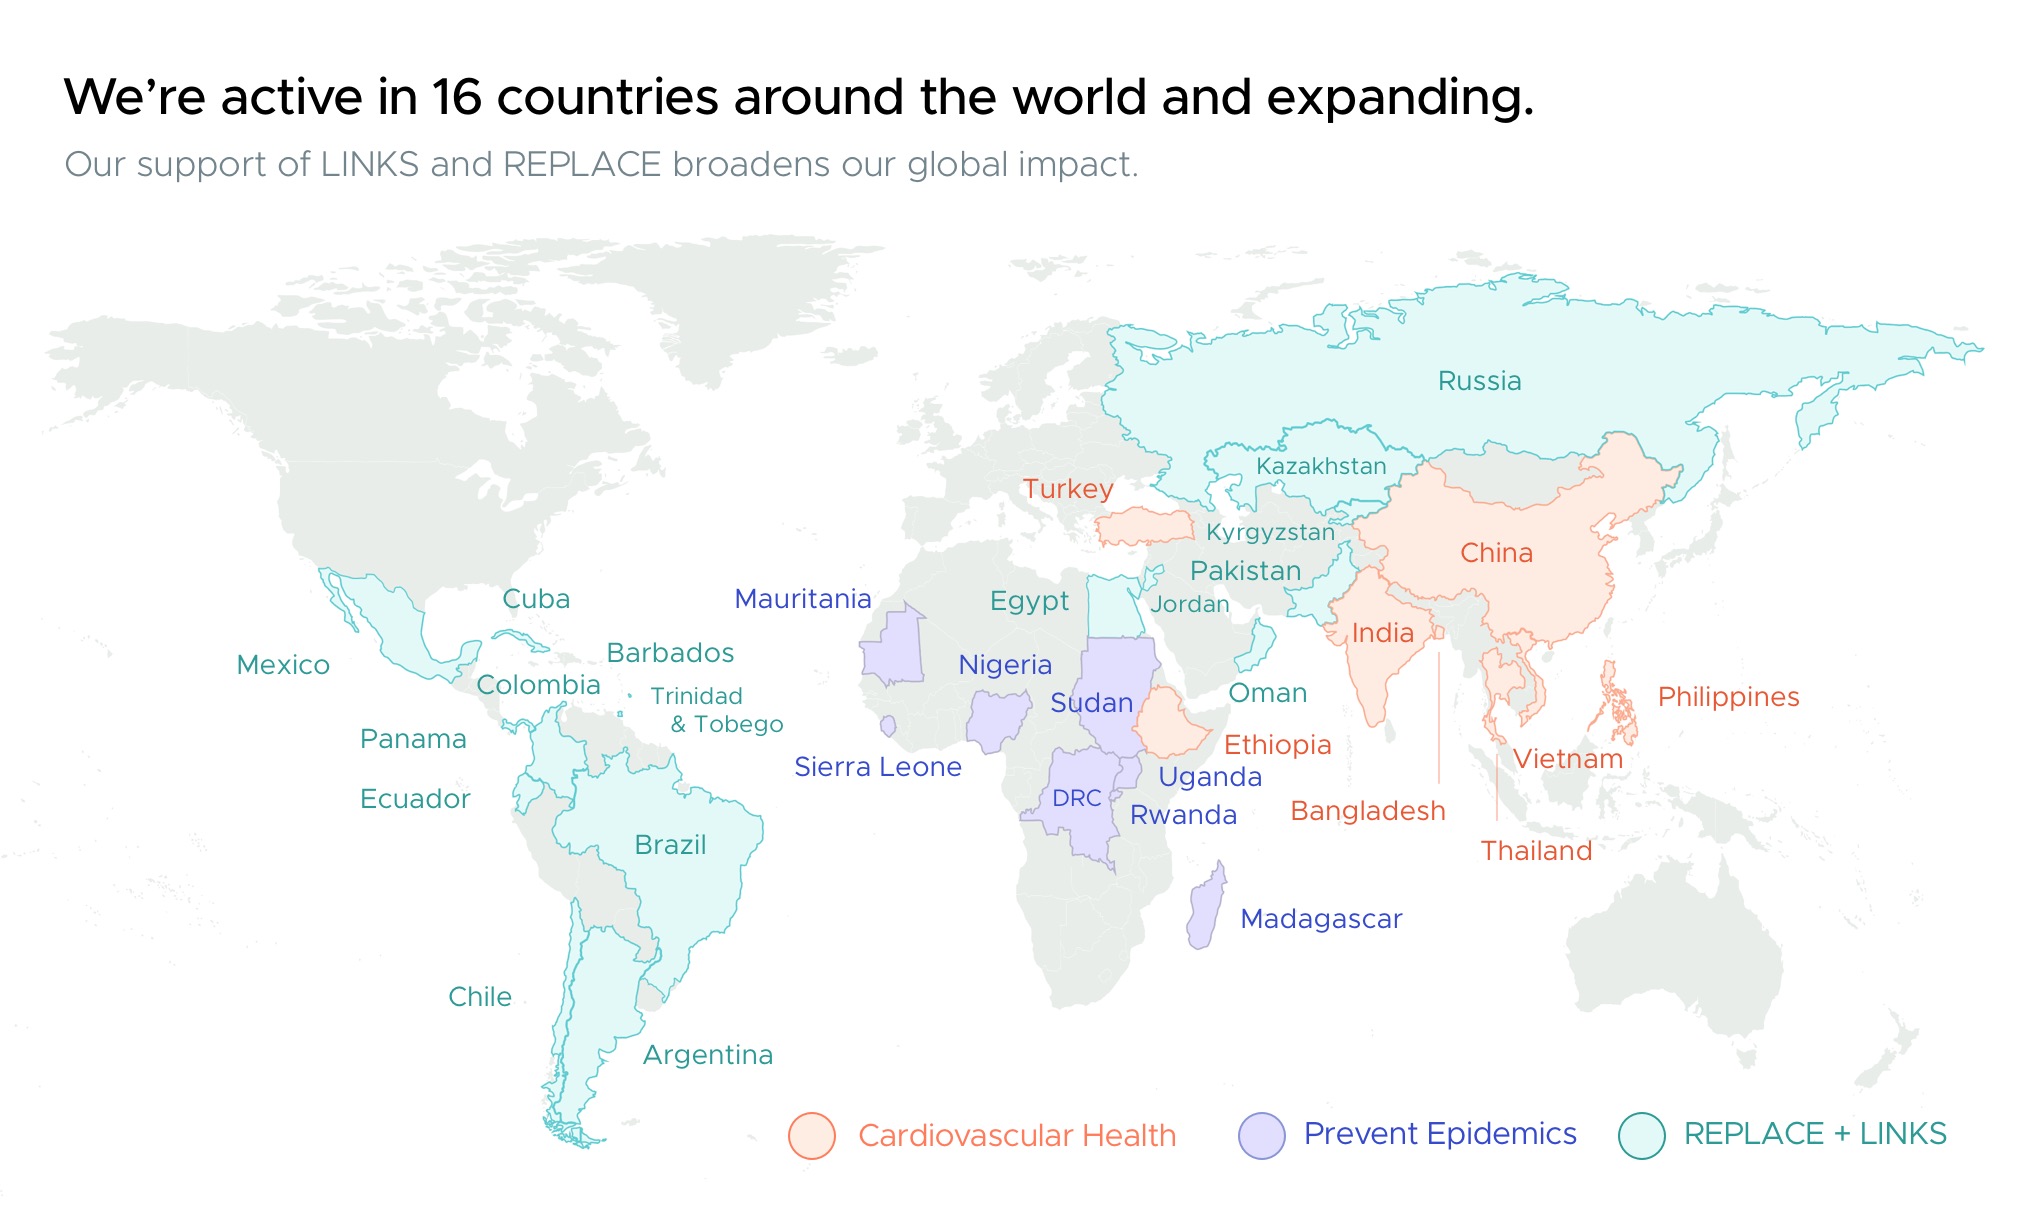 We're active in 16 countries around the world and expanding.
Our support of LINKS and REPLACE broadens our global impact.
Russia
Kazakhstan
Turkey
Kyrgyzstan
China
Pakistan
Mauritania
Cuba
Egypt
Jordan
India
Barbados
Mexico
Nigeria
Colombia
Oman
Philippines
Trinidad
& Tobego
Sudan
Panama
Ethiopia
Vietnam
Sierra Leone
Uganda
Ecuador
DRC
Rwanda
Bangladesh
Brazil
Thailand
Madagascar
Chile
Argentina
Cardiovascular Health
Prevent Epidemics
REPLACE + LINKS